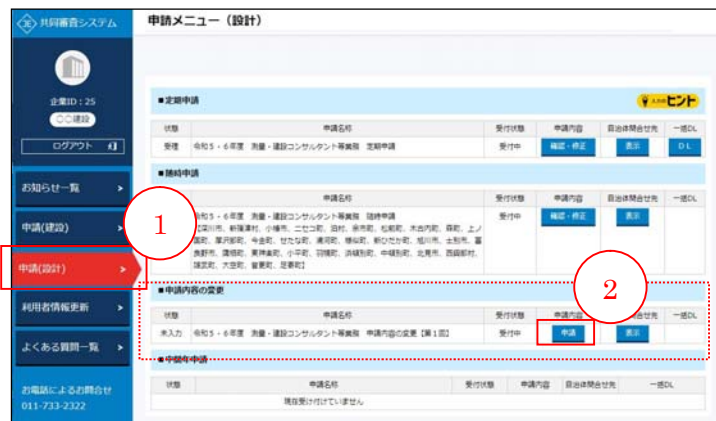 共同審査システム
申請メニュー（設計）
企業ID：25
〇〇建設
ログアウト
お知らせ一覧
申請(建設)
申請(設計)
利用者情報更新
よくある質問一覧
お電話によるお問合せ
011-733-2322
■定期申請
ヒント
状態 申請名称 受付状態 申請内容 自治体問合せ先 一括DL
受理 令和5・6年度 測量・建設コンサルタント等業務 定期申請 受付中 確認・修正 表示 DL
■随時申請
申請名称 受付状態 申請内容 自治体問合せ先 一括DL
令和5・6年度 測量・建設コンサルタント等業務 随時申請 受付中 確認・修正 表示
1
■申請内容の変更
2
状態 申請名称 受付状態 申請内容 問合せ先 一括DL
未入力 令和5・6年度 測量・建設コンサルタント等業務 申請内容の変更【第1回】 受付中 申請 表示
■中間年申請
状態 申請名称 受付状態 申請内容 自治体問合せ先 一括DL
現在受け付けていません